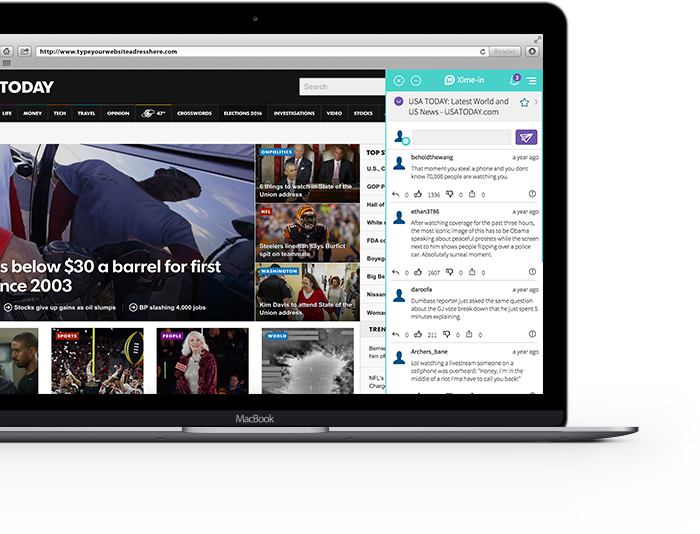 http://www.typeyourwebsiteadresshere.com
Reader
TODAY
Search
LIFE MONEY TECH TRAVEL OPINION 47° CROSSWORDS ELECTIONS 2016 INVESTIGATIONS VIDEO STOCKS
s below $30 a barrel for first
nce 2003
Stocks give up gains as oil slumps
BP slashing 4,000 jobs
ONPOLITICS
6 things to watch in State of the
Union address
NFL
Steelers lineman says Burfict
spit on teammate
WASHINGTON
Kim Davis to attend State of the
Union address
SPORTS
PEOPLE
WORLD
TOP S
U.S., C
GOP P
Half of
White
FDA co
Boyega
Big Be
Nissan
Woma
TREN
Bernie
him of
NFL's
Xime-in
3
USA TODAY: Latest World and
US News - USATODAY.com
3
beholdthewang a year ago
That moment you steal a phone and you dont
know 70,000 people are watching you.
0 1336 0 0
ethan3786 a year ago
After watching coverage for the past three hours,
the most iconic image of this has to be Obama
speaking about peaceful protests while the screen
next to him shows people flipping over a police
car. Absolutely surreal moment.
0 1607 0 0
daroofa a year ago
Dumbass reporter just asked the same question
about the GJ vote break down that he just spent 5
minutes explaining.
0 211 0 0
Archers_bane a year ago
Lol watching a livestream someone on a
cellphone was overheard: "Honey, I'm in the
middle of a riot I'ma have to call you back!"
MacBook